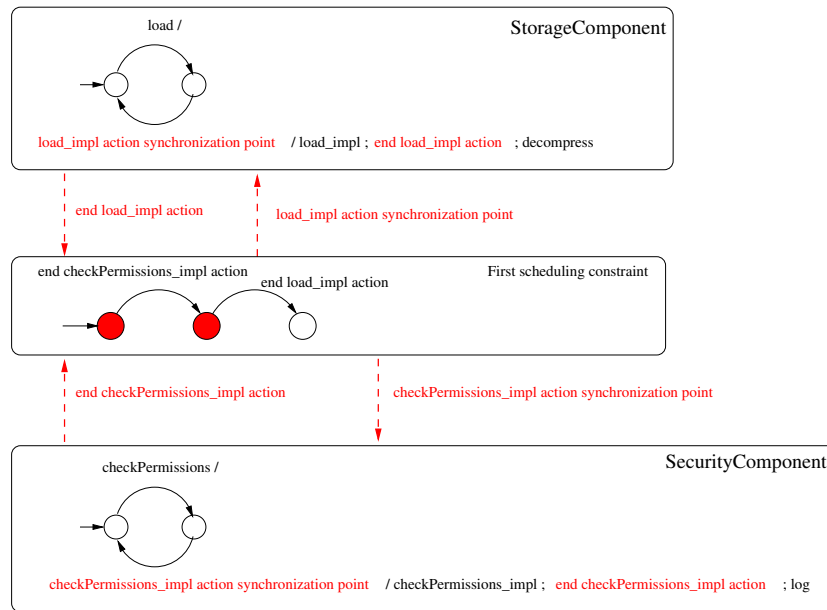 load /
StorageComponent
load_impl action synchronization point / load_impl ; end load_impl action ; decompress
end load_impl action
load_impl action synchronization point
end checkPermissions_impl action
First scheduling constraint
end load_impl action
end checkPermissions_impl action
checkPermissions_impl action synchronization point
SecurityComponent
checkPermissions /
checkPermissions_impl action synchronization point / checkPermissions_impl ; end checkPermissions_impl action ; log